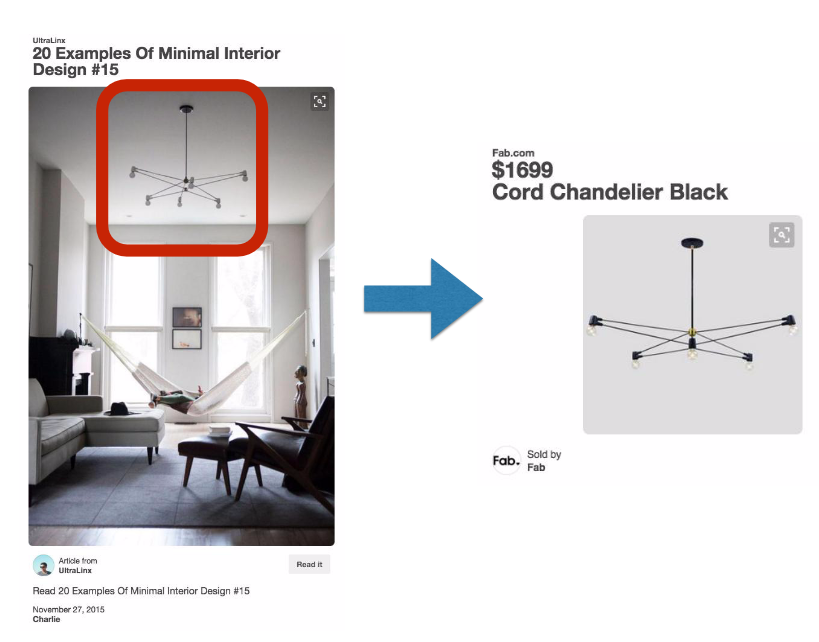 UltraLinx
20 Examples Of Minimal Interior
Design #15
Article from
UltraLinx
Read it
Read 20 Examples Of Minimal Interior Design #15
November 27, 2015
Charlie
Fab.com
$1699
Cord Chandelier Black
Fab.
Sold by
Fab